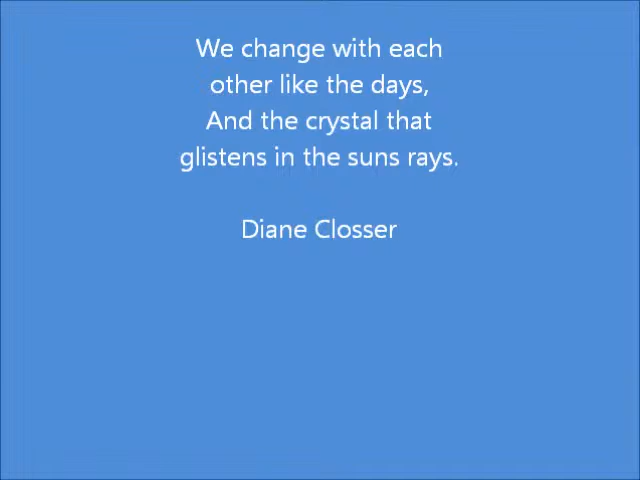 We change with each
other like the days,
And the crystal that
glistens in the suns rays.
Diane Closser